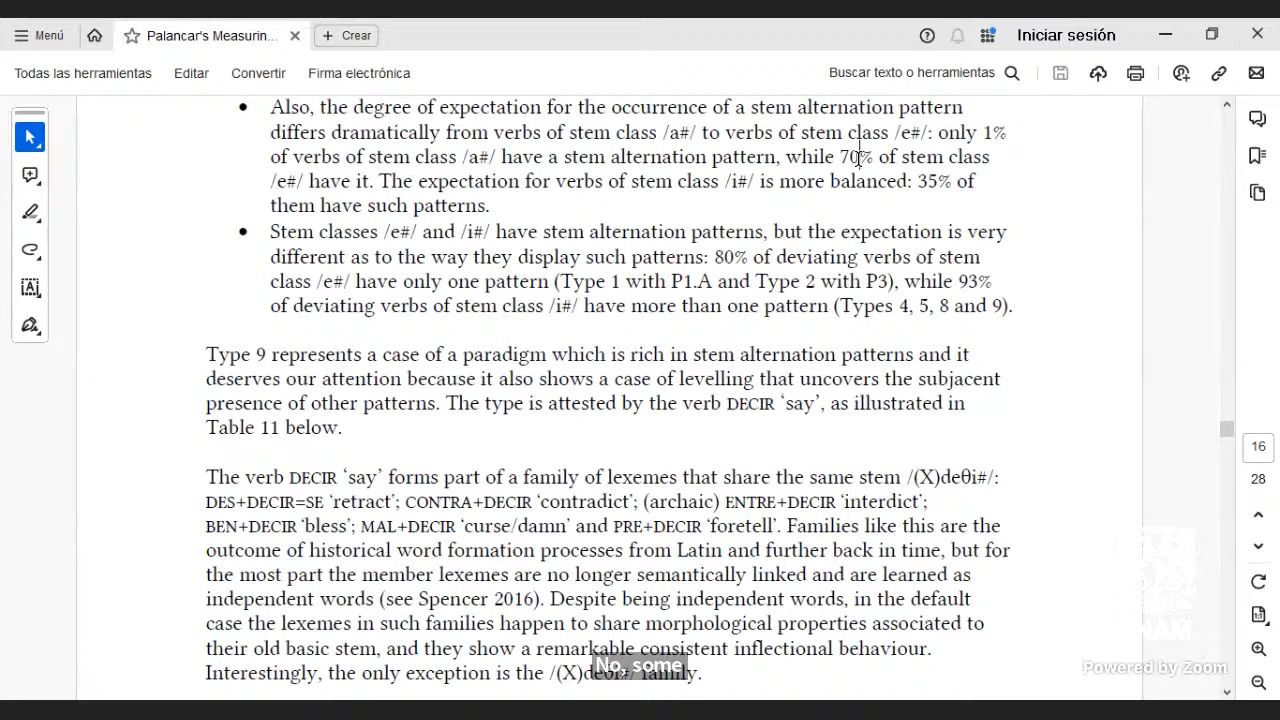 Menú
Palancar's Measurin...
Crear
Iniciar sesión
Todas las herramientas
Editar
Convertir
Firma electrónica
Buscar texto o herramientas
• Also, the degree of expectation for the occurrence of a stem alternation pattern
differs dramatically from verbs of stem class /a#/ to verbs of stem class /e#/: only 1%
of verbs of stem class /a#/ have a stem alternation pattern, while 70% of stem class
/e#/ have it. The expectation for verbs of stem class /i#/ is more balanced: 35% of
them have such patterns.
• Stem classes /e#/ and /i#/ have stem alternation patterns, but the expectation is very
different as to the way they display such patterns: 80% of deviating verbs of stem
class /e#/ have only one pattern (Type 1 with P1.A and Type 2 with P3), while 93%
of deviating verbs of stem class /i#/ have more than one pattern (Types 4, 5, 8 and 9).
Type 9 represents a case of a paradigm which is rich in stem alternation patterns and it
deserves our attention because it also shows a case of levelling that uncovers the subjacent
presence of other patterns. The type is attested by the verb DECIR ‘say’, as illustrated in
Table 11 below.
The verb DECIR ‘say’ forms part of a family of lexemes that share the same stem /(X)deθi#/:
DES+DECIR=SE ‘retract’; CONTRA+DECIR ‘contradict’; (archaic) ENTRE+DECIR ‘interdict’;
BEN+DECIR ‘bless’; MAL+DECIR ‘curse/damn’ and PRE+DECIR ‘foretell’. Families like this are the
outcome of historical word formation processes from Latin and further back in time, but for
the most part the member lexemes are no longer semantically linked and are learned as
independent words (see Spencer 2016). Despite being independent words, in the default
case the lexemes in such families happen to share morphological properties associated to
their old basic stem, and they show a remarkable consistent inflectional behaviour.
Interestingly, the only exception is the /(X)deθi#/ family.
No, some
16
28
Powered by Zoom